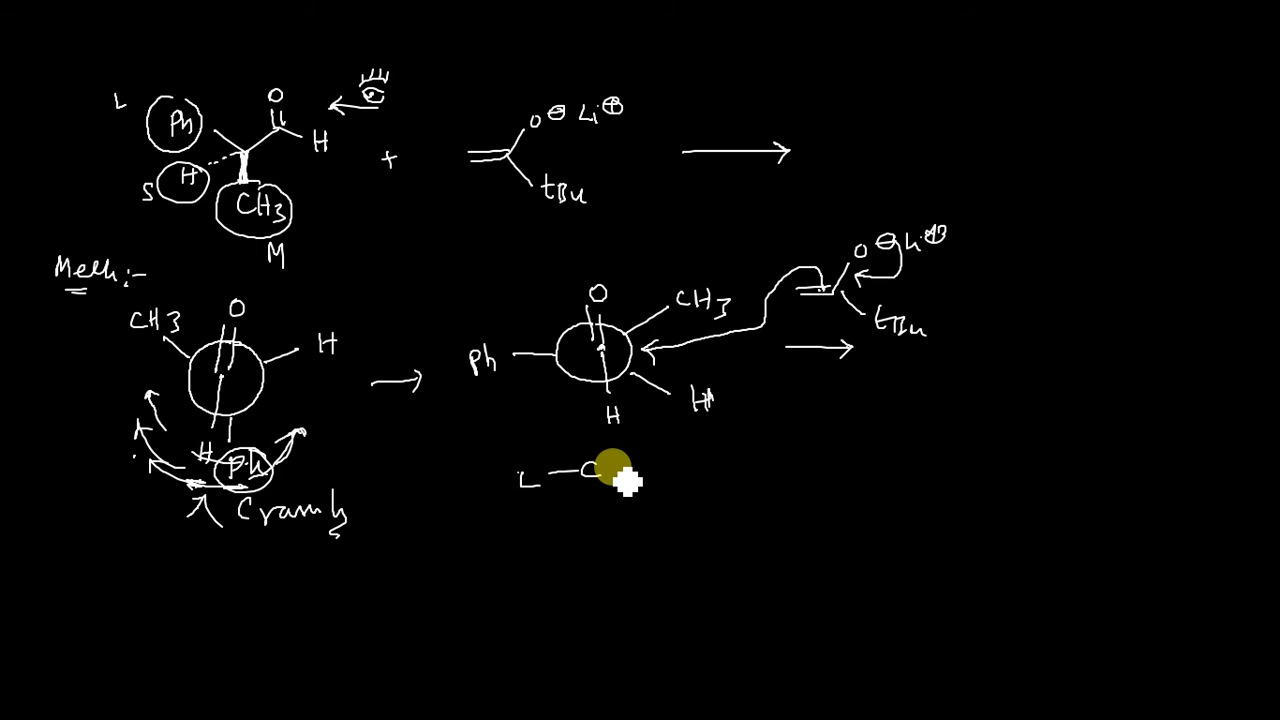 L Ph O H
S H CH3 M
+
O⊖ Li⊕ tBu
Mech:-
CH3 O H
H Ph
Cram's
O CH3
Ph H
H
O⊖ Li⊕ tBu
L — C